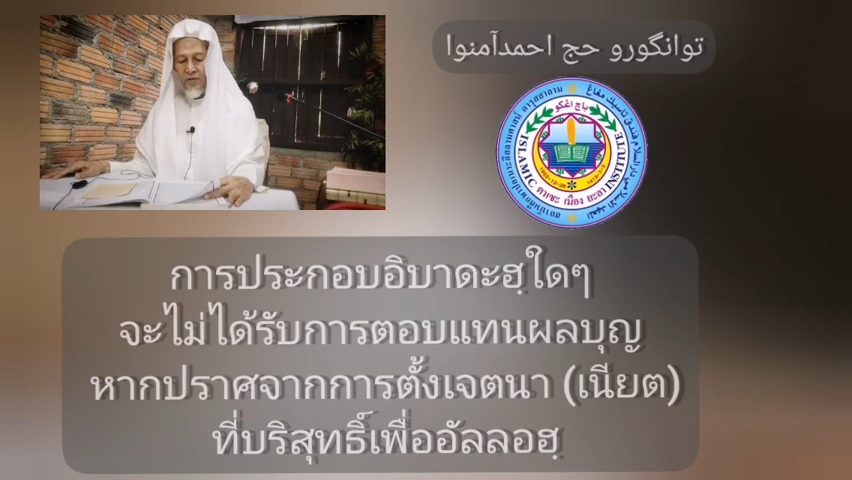 توانگورو حج احمدآمنوا
ISLAMIC INSTITUTE
การประกอบอิบาดะฮฺใดๆ
จะไม่ได้รับการตอบแทนผลบุญ
หากปราศจากการตั้งเจตนา (เนียต)
ที่บริสุทธิ์เพื่ออัลลอฮฺ